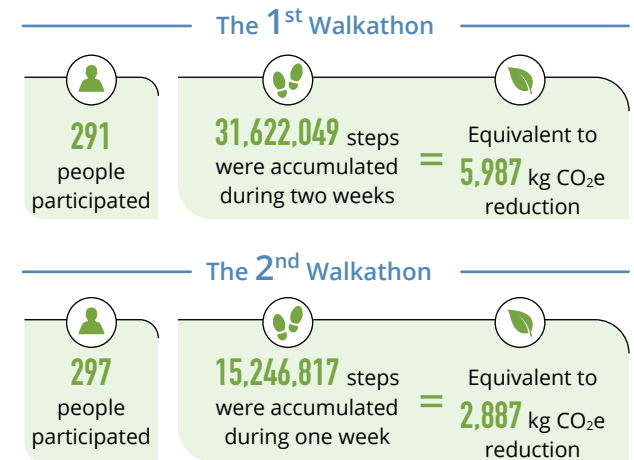 The 1st Walkathon
291
people
participated
31,622,049 steps
were accumulated
during two weeks
=
Equivalent to
5,987 kg CO₂e
reduction
The 2nd Walkathon
297
people
participated
15,246,817 steps
were accumulated
during one week
=
Equivalent to
2,887 kg CO₂e
reduction